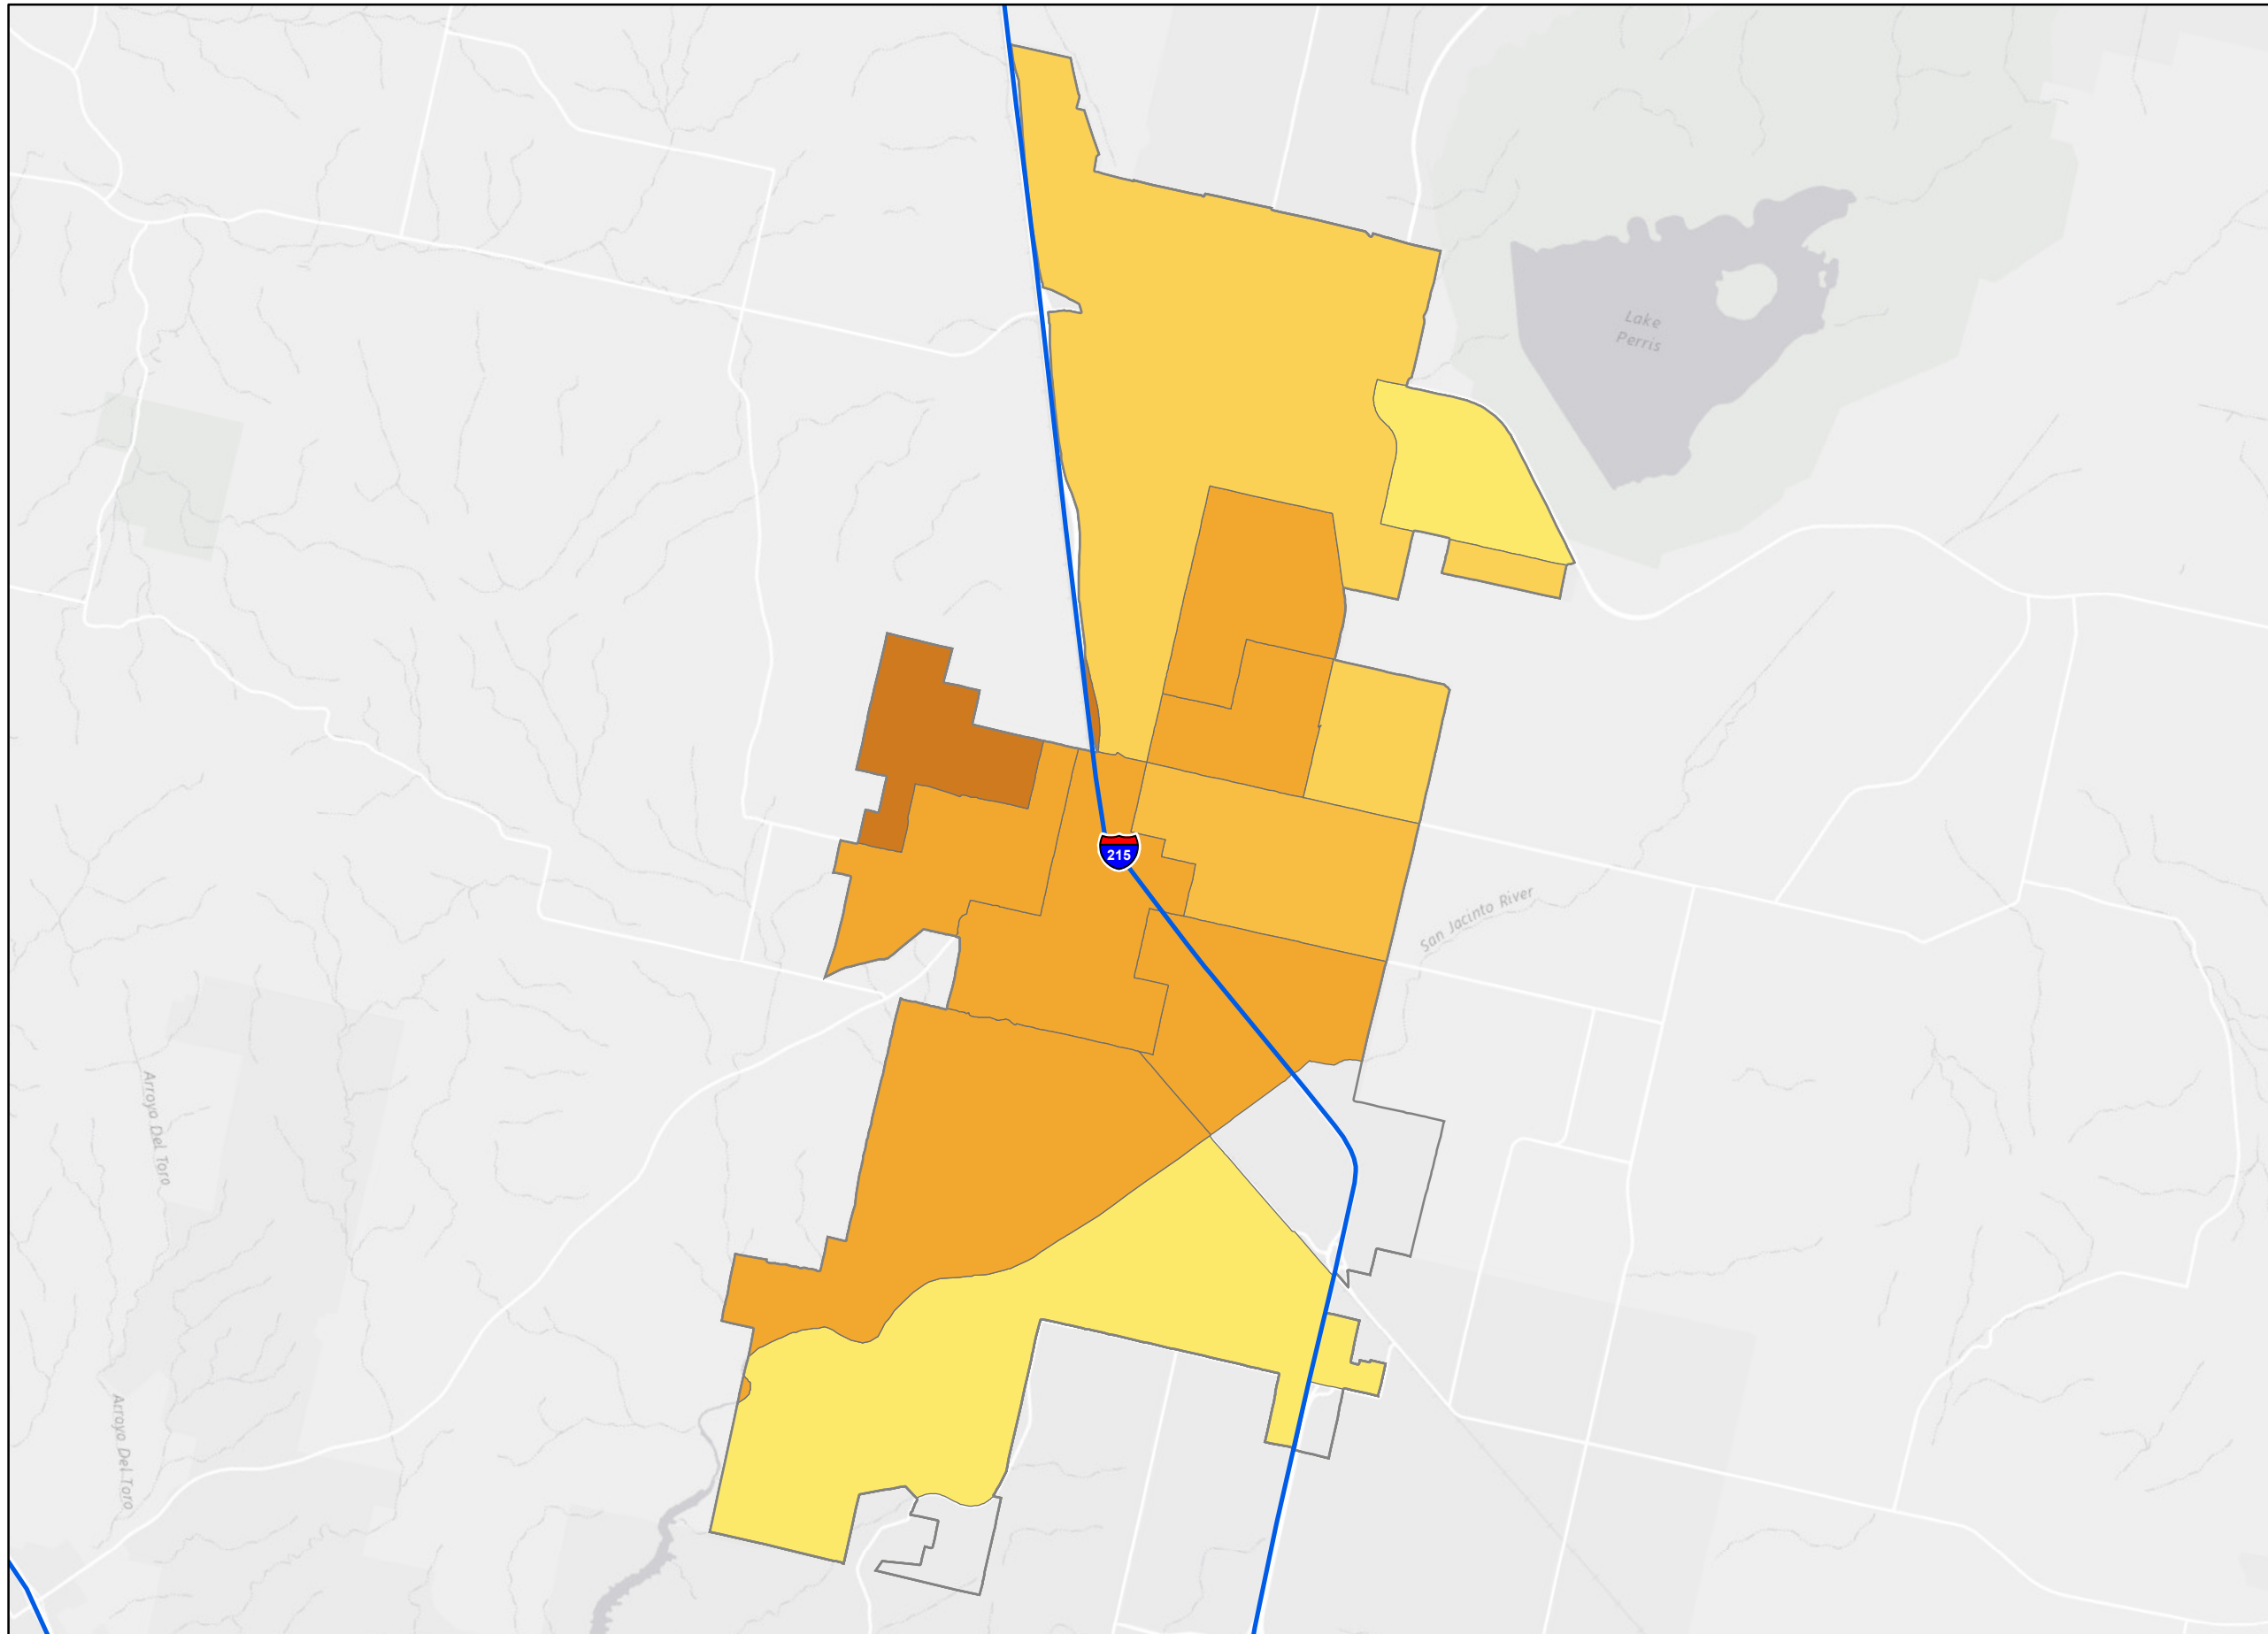 Lake
Perris
215
San Jacinto River
Arroyo Del Toro
Arroyo Del Toro